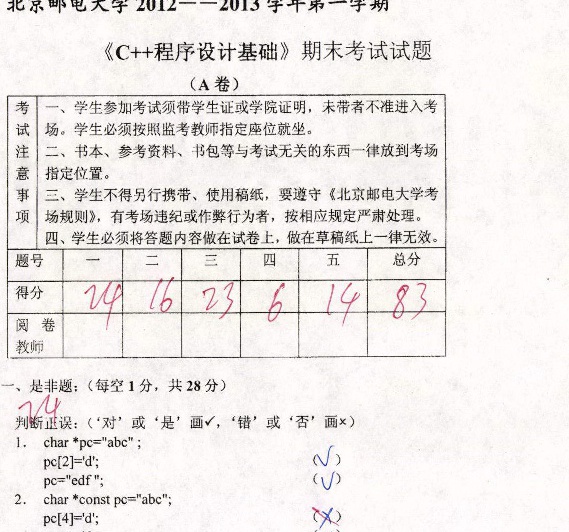 北京邮电大学 2012——2013 学年第一学期
《C++程序设计基础》期末考试试题
（A 卷）
考试注意事项
一、学生参加考试须带学生证或学院证明，未带者不准进入考
场。学生必须按照监考教师指定座位就坐。
二、书本、参考资料、书包等与考试无关的东西一律放到考场
指定位置。
三、学生不得另行携带、使用稿纸，要遵守《北京邮电大学考
场规则》，有考场违纪或作弊行为者，按相应规定严肃处理。
四、学生必须将答题内容做在试卷上，做在草稿纸上一律无效。
题号 一 二 三 四 五 总分
得分 24 16 23 6 14 83
阅 卷
教师
一、是非题；（每空 1 分，共 28 分）
24
判断正误：（‘对’或‘是’画✓，‘错’或‘否’画×）
1. char *pc="abc" ;
pc[2]='d'; (✓)
pc="edf "; (✓)
2. char *const pc="abc";
pc[4]='d'; (×)